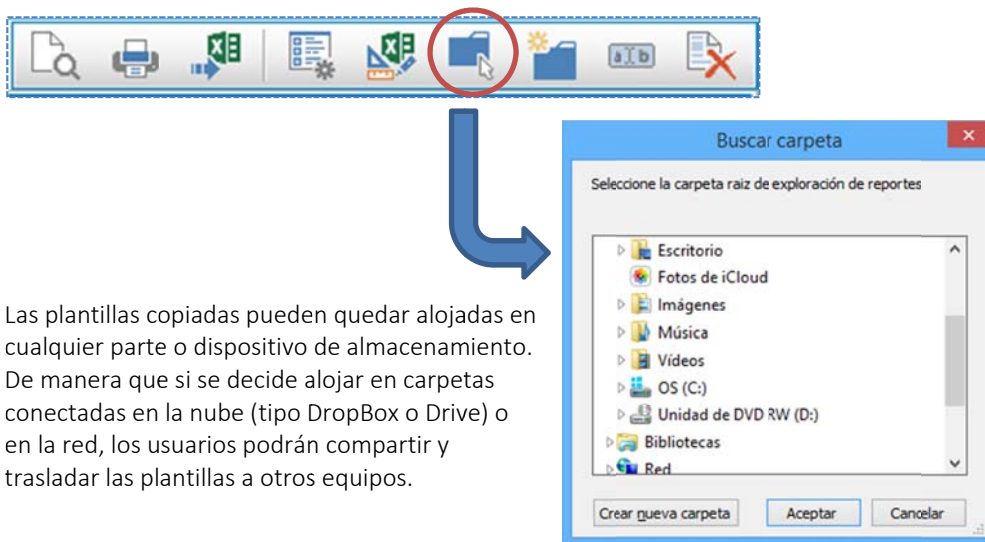 a b
Buscar carpeta
Seleccione la carpeta raiz de exploración de reportes
Escritorio
Fotos de iCloud
Imágenes
Música
Vídeos
OS (C:)
Unidad de DVD RW (D:)
Bibliotecas
Red
Crear nueva carpeta
Aceptar
Cancelar
Las plantillas copiadas pueden quedar alojadas en
cualquier parte o dispositivo de almacenamiento.
De manera que si se decide alojar en carpetas
conectadas en la nube (tipo DropBox o Drive) o
en la red, los usuarios podrán compartir y
trasladar las plantillas a otros equipos.